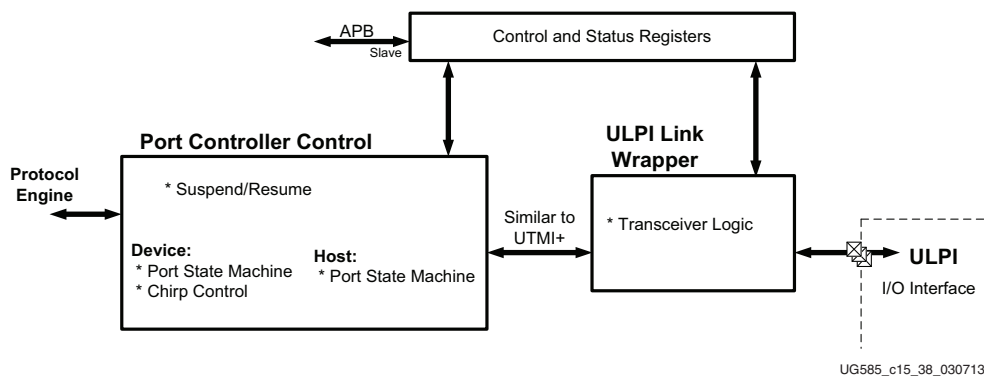 APB
Slave
Control and Status Registers
Port Controller Control
ULPI Link
Wrapper
Protocol
Engine
* Suspend/Resume
Device:
* Port State Machine
* Chirp Control
Host:
* Port State Machine
Similar to
UTMI+
* Transceiver Logic
ULPI
I/O Interface
UG585_c15_38_030713